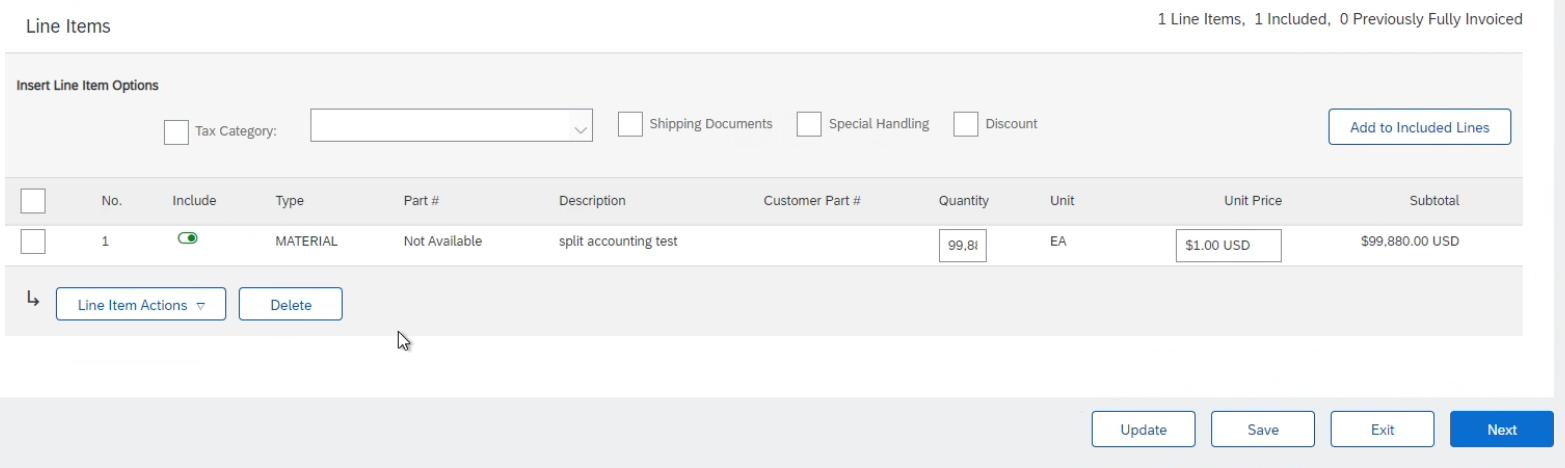 Line Items
1 Line Items, 1 Included, 0 Previously Fully Invoiced
Insert Line Item Options
Tax Category: Shipping Documents Special Handling Discount Add to Included Lines
No. Include Type Part # Description Customer Part # Quantity Unit Unit Price Subtotal
1 MATERIAL Not Available split accounting test 99,8 EA $1.00 USD $99,880.00 USD
Line Item Actions Delete
Update Save Exit Next